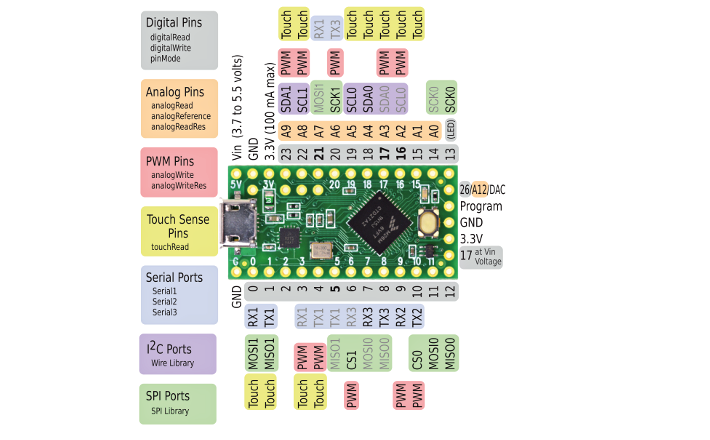 Digital Pins
digitalRead
digitalWrite
pinMode
Analog Pins
analogRead
analogReference
analogReadRes
PWM Pins
analogWrite
analogWriteRes
Touch Sense
Pins
touchRead
Serial Ports
Serial1
Serial2
Serial3
I2C Ports
Wire Library
SPI Ports
SPI Library
Touch Touch RX1 TX3 Touch Touch Touch Touch Touch
PWM PWM PWM PWM PWM
SDA1 SCL1 MOSI1 SCK1 SCL0 SDA0 SDA0 SCL0 SCK0 SCK0
A9 A8 A7 A6 A5 A4 A3 A2 A1 A0 (LED)
Vin (3.7 to 5.5 volts)
GND
3.3V (100 mA max)
23 22 21 20 19 18 17 16 15 14 13
5V 3V 20 19 18 17 16 15
26/A12/DAC
Program
GND
3.3V
17 at Vin
Voltage
G 0 1 2 3 4 5 6 7 8 9 10 11
GND 0 1 2 3 4 5 6 7 8 9 10 11 12
RX1 TX1 RX1 TX1 TX1 RX3 RX3 TX3 RX2 TX2
MOSI1 MISO1 PWM PWM MISO1 CS1 MOSI0 MISO0 CS0 MOSI0 MISO0
Touch Touch Touch Touch PWM PWM PWM